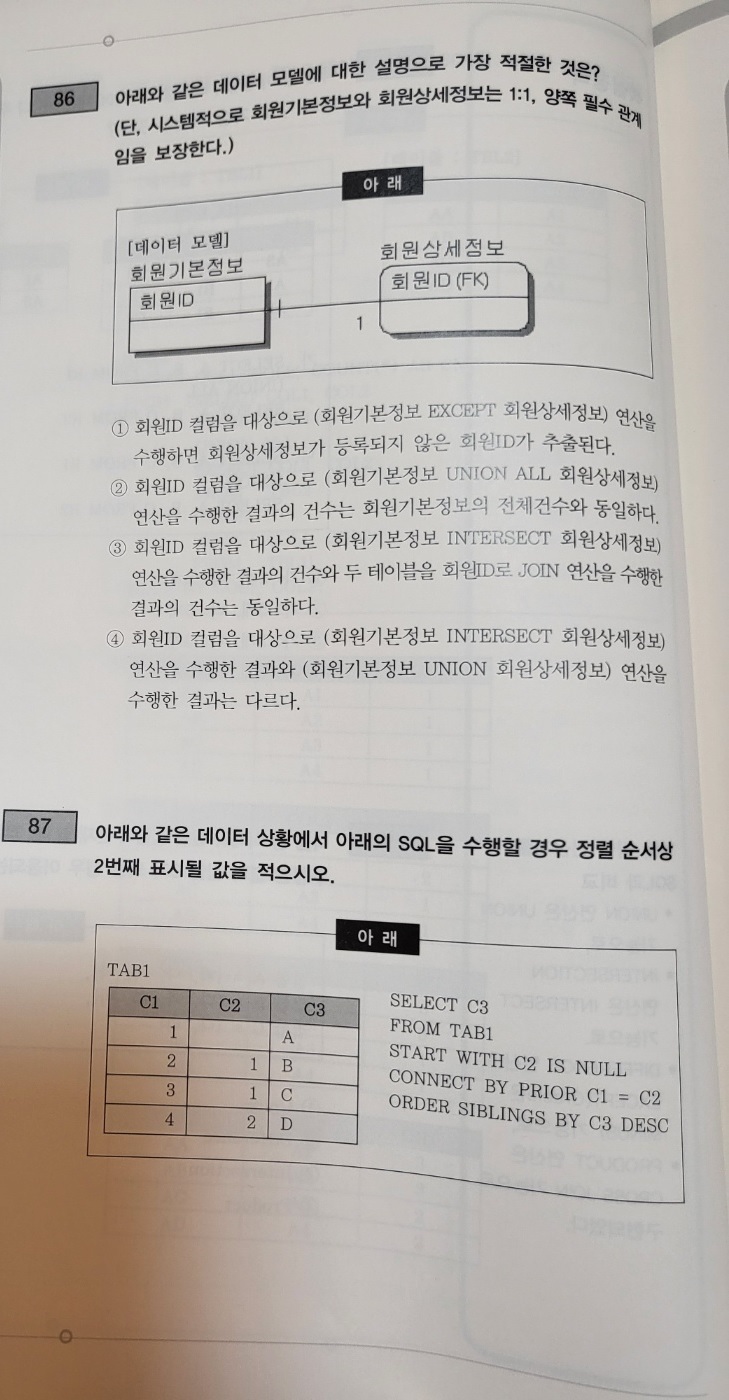 86
아래와 같은 데이터 모델에 대한 설명으로 가장 적절한 것은?
(단, 시스템적으로 회원기본정보와 회원상세정보는 1:1, 양쪽 필수 관계
임을 보장한다.)
아 래
[데이터 모델]
회원기본정보
회원ID
회원상세정보
회원ID (FK)
1
① 회원ID 컬럼을 대상으로 (회원기본정보 EXCEPT 회원상세정보) 연산을
수행하면 회원상세정보가 등록되지 않은 회원ID가 추출된다.
② 회원ID 컬럼을 대상으로 (회원기본정보 UNION ALL 회원상세정보)
연산을 수행한 결과의 건수는 회원기본정보의 전체건수와 동일하다.
③ 회원ID 컬럼을 대상으로 (회원기본정보 INTERSECT 회원상세정보)
연산을 수행한 결과의 건수와 두 테이블을 회원ID로 JOIN 연산을 수행한
결과의 건수는 동일하다.
④ 회원ID 컬럼을 대상으로 (회원기본정보 INTERSECT 회원상세정보)
연산을 수행한 결과와 (회원기본정보 UNION 회원상세정보) 연산을
수행한 결과는 다르다.
87
아래와 같은 데이터 상황에서 아래의 SQL을 수행할 경우 정렬 순서상
2번째 표시될 값을 적으시오.
아 래
TAB1
C1 C2 C3
1 A
2 1 B
3 1 C
4 2 D
SELECT C3
FROM TAB1
START WITH C2 IS NULL
CONNECT BY PRIOR C1 = C2
ORDER SIBLINGS BY C3 DESC